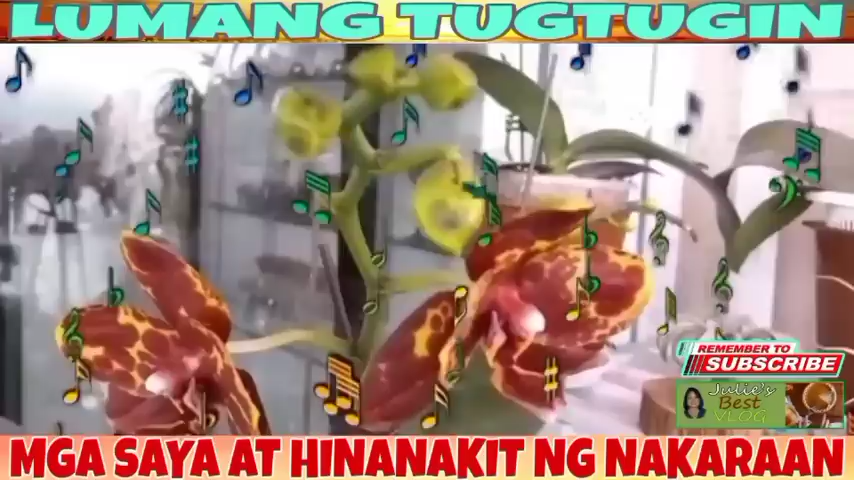 LUMANG TUGTUGIN
REMEMBER TO
SUBSCRIBE
Julie's
Best
VLOG
MGA SAYA AT HINANAKIT NG NAKARAAN